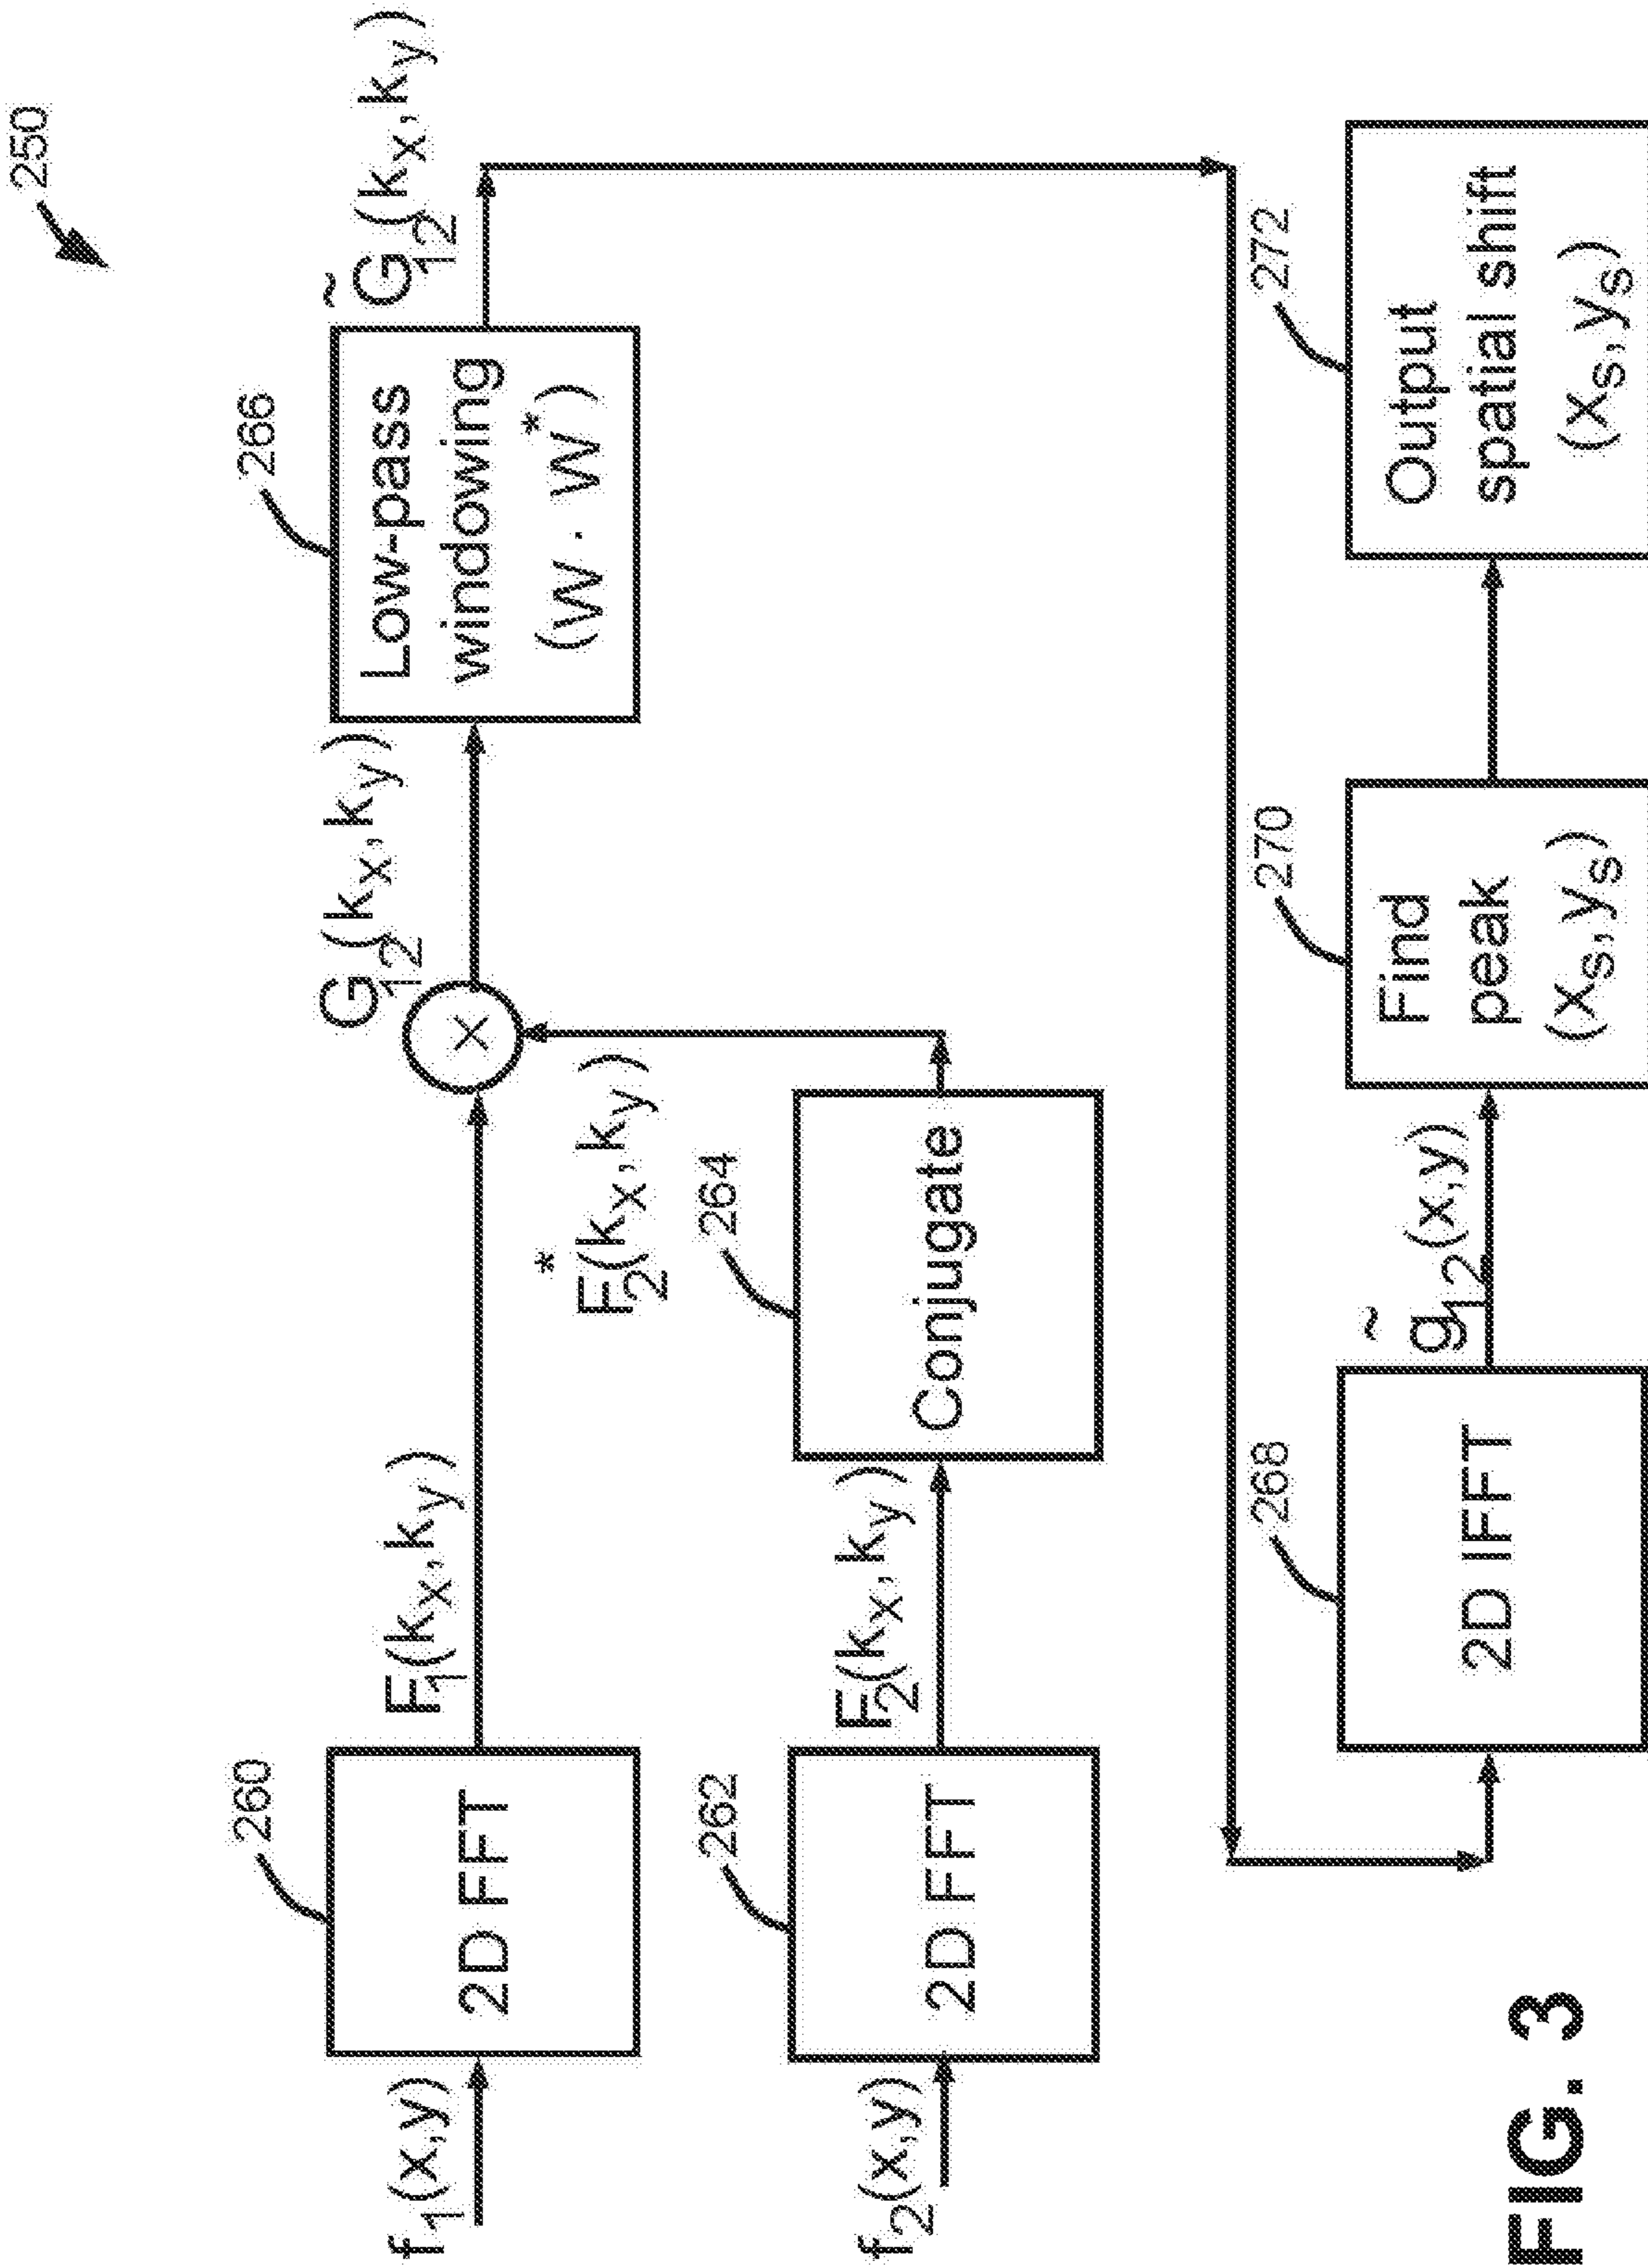 250
260
f1(x,y)
2D FFT
F1(kx,ky)
G12(kx,ky)
266
Low-pass
windowing
(W · W*)
G̃12(kx,ky)
262
f2(x,y)
2D FFT
F2(kx,ky)
264
Conjugate
F2*(kx,ky)
X
268
2D IFFT
g̃12(x,y)
270
Find
peak
(xs,ys)
272
Output
spatial shift
(xs,ys)
FIG. 3